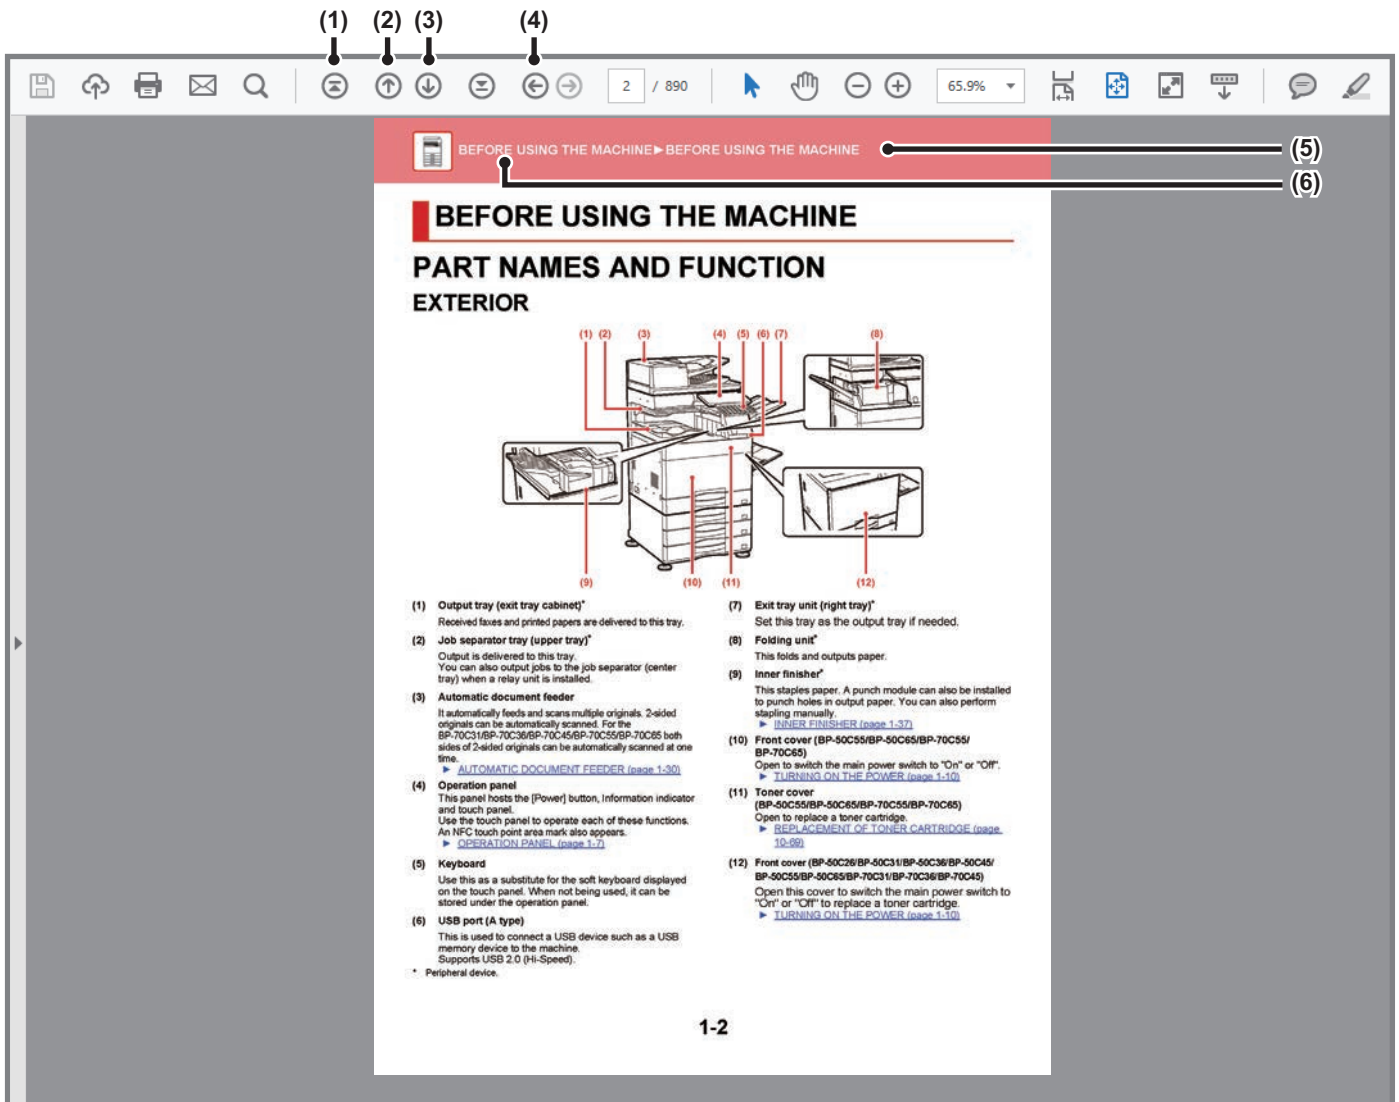 (1) (2) (3) (4)
2 / 890 65.9%
BEFORE USING THE MACHINE►BEFORE USING THE MACHINE
(5)
(6)
BEFORE USING THE MACHINE
PART NAMES AND FUNCTION
EXTERIOR
(1) (2) (3) (4) (5) (6) (7) (8)
(9) (10) (11) (12)
(1) Output tray (exit tray cabinet)*
Received faxes and printed papers are delivered to this tray.
(2) Job separator tray (upper tray)*
Output is delivered to this tray.
You can also output jobs to the job separator (center
tray) when a relay unit is installed.
(3) Automatic document feeder
It automatically feeds and scans multiple originals. 2-sided
originals can be automatically scanned. For the
BP-70C31/BP-70C36/BP-70C45/BP-70C55/BP-70C65 both
sides of 2-sided originals can be automatically scanned at one
time.
► AUTOMATIC DOCUMENT FEEDER (page 1-30)
(4) Operation panel
This panel hosts the [Power] button, Information indicator
and touch panel.
Use the touch panel to operate each of these functions.
An NFC touch point area mark also appears.
► OPERATION PANEL (page 1-7)
(5) Keyboard
Use this as a substitute for the soft keyboard displayed
on the touch panel. When not being used, it can be
stored under the operation panel.
(6) USB port (A type)
This is used to connect a USB device such as a USB
memory device to the machine.
Supports USB 2.0 (Hi-Speed).
* Peripheral device.
(7) Exit tray unit (right tray)*
Set this tray as the output tray if needed.
(8) Folding unit*
This folds and outputs paper.
(9) Inner finisher*
This staples paper. A punch module can also be installed
to punch holes in output paper. You can also perform
stapling manually.
► INNER FINISHER (page 1-37)
(10) Front cover (BP-50C55/BP-50C65/BP-70C55/
BP-70C65)
Open to switch the main power switch to "On" or "Off".
► TURNING ON THE POWER (page 1-10)
(11) Toner cover
(BP-50C55/BP-50C65/BP-70C55/BP-70C65)
Open to replace a toner cartridge.
► REPLACEMENT OF TONER CARTRIDGE (page
10-69)
(12) Front cover (BP-50C26/BP-50C31/BP-50C36/BP-50C45/
BP-50C55/BP-50C65/BP-70C31/BP-70C36/BP-70C45)
Open this cover to switch the main power switch to
"On" or "Off" to replace a toner cartridge.
► TURNING ON THE POWER (page 1-10)
1-2